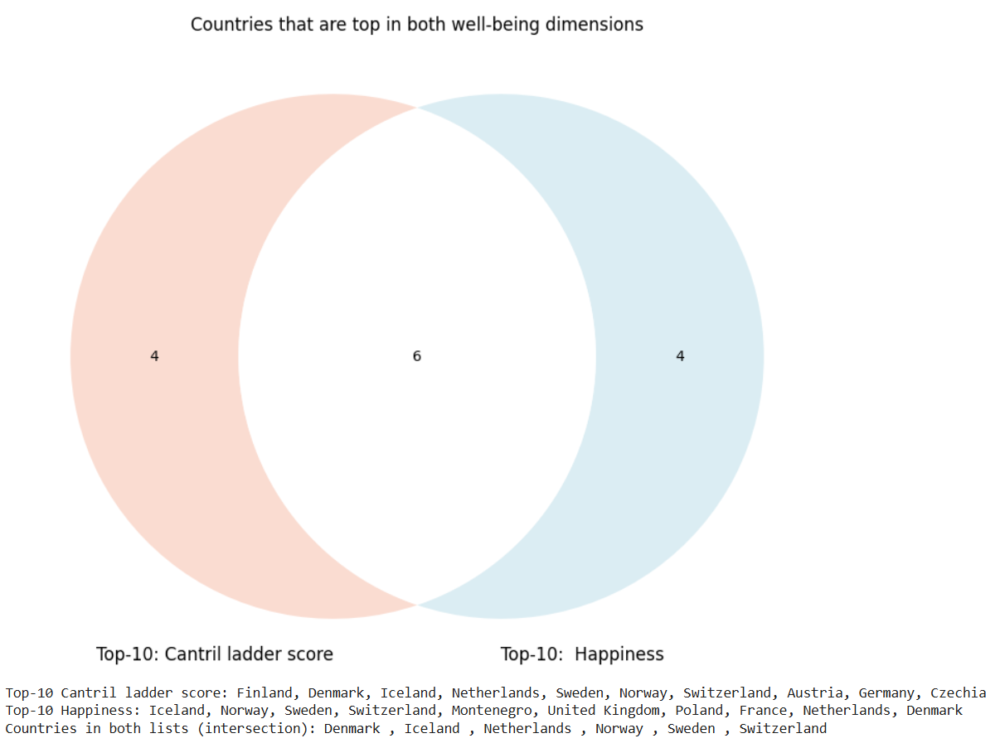 Countries that are top in both well-being dimensions
4
6
4
Top-10: Cantril ladder score
Top-10:  Happiness
Top-10 Cantril ladder score: Finland, Denmark, Iceland, Netherlands, Sweden, Norway, Switzerland, Austria, Germany, Czechia
Top-10 Happiness: Iceland, Norway, Sweden, Switzerland, Montenegro, United Kingdom, Poland, France, Netherlands, Denmark
Countries in both lists (intersection): Denmark , Iceland , Netherlands , Norway , Sweden , Switzerland